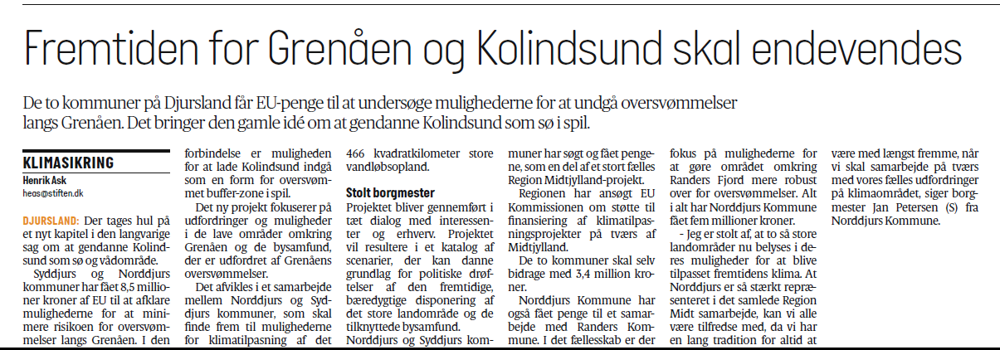 Fremtiden for Grenåen og Kolindsund skal endevendes
De to kommuner på Djursland får EU-penge til at undersøge mulighederne for at undgå oversvømmelser
langs Grenåen. Det bringer den gamle idé om at gendanne Kolindsund som sø i spil.
KLIMASIKRING
Henrik Ask
heas@stiften.dk
DJURSLAND: Der tages hul på
et nyt kapitel i den langvarige
sag om at gendanne Kolind-
sund som sø og vådområde.
Syddjurs og Norddjurs
kommuner har fået 8,5 millio-
ner kroner af EU til at afklare
mulighederne for at mini-
mere risikoen for oversvøm-
melser langs Grenåen. I den
forbindelse er muligheden
for at lade Kolindsund indgå
som en form for oversvøm-
met buffer-zone i spil.
Det ny projekt fokuserer på
udfordringer og muligheder
i de lave områder omkring
Grenåen og de bysamfund,
der er udfordret af Grenåens
oversvømmelser.
Det afvikles i et samarbejde
mellem Norddjurs og Syd-
djurs kommuner, som skal
finde frem til mulighederne
for klimatilpasning af det
466 kvadratkilometer store
vandløbsopland.
Stolt borgmester
Projektet bliver gennemført i
tæt dialog med interessen-
ter og erhverv. Projektet
vil resultere i et katalog af
scenarier, der kan danne
grundlag for politiske drøf-
telser af den fremtidige,
bæredygtige disponering af
det store landområde og de
tilknyttede bysamfund.
Norddjurs og Syddjurs kom-
muner har søgt og fået penge-
ne, som en del af et stort fælles
Region Midtjylland-projekt.
Regionen har ansøgt EU
Kommissionen om støtte til
finansiering af klimatilpas-
ningsprojekter på tværs af
Midtjylland.
De to kommuner skal selv
bidrage med 3,4 million kro-
ner.
Norddjurs Kommune har
også fået penge til et samar-
bejde med Randers Kom-
mune. I det fællesskab er der
fokus på mulighederne for
at gøre området omkring
Randers Fjord mere robust
over for oversvømmelser. Alt
i alt har Norddjurs Kommune
fået fem millioner kroner.
- Jeg er stolt af, at to så store
landområder nu belyses i de-
res muligheder for at blive
tilpasset fremtidens klima. At
Norddjurs er så stærkt repræ-
senteret i det samlede Region
Midt samarbejde, kan vi alle
være tilfredse med, da vi har
en lang tradition for altid at
være med længst fremme, når
vi skal samarbejde på tværs
med vores fælles udfordringer
på klimaområdet, siger borg-
mester Jan Petersen (S) fra
Norddjurs Kommune.